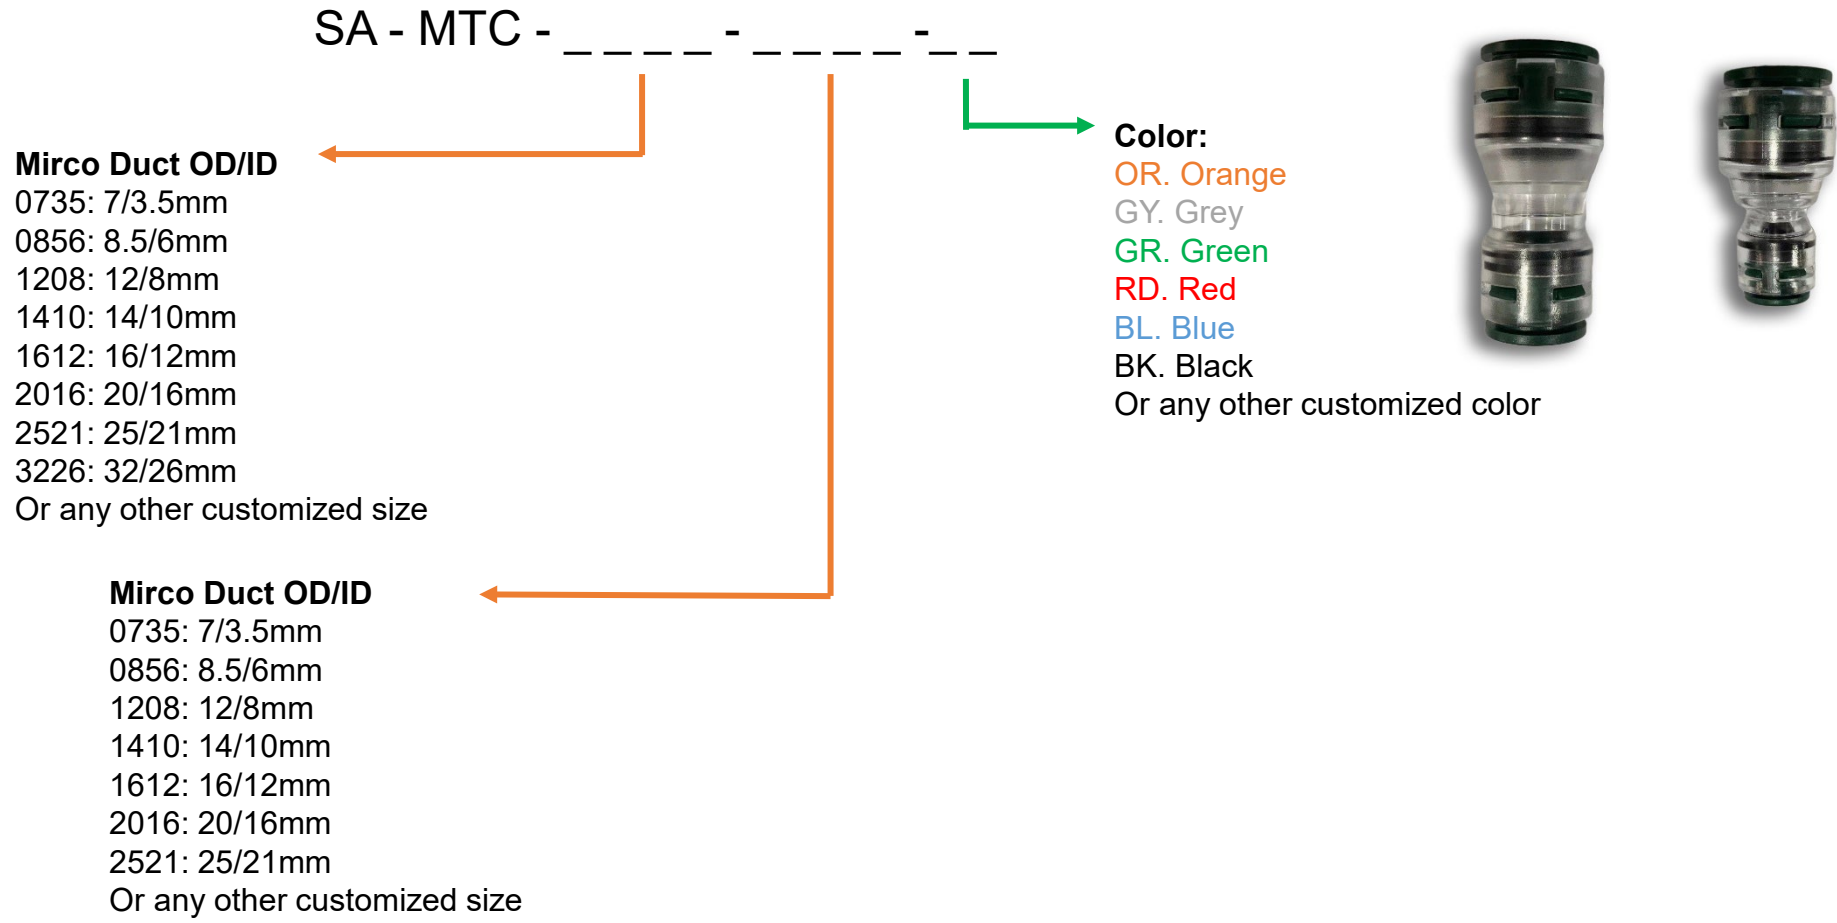 SA - MTC - _ _ _ _ - _ _ _ _ -_ _
Mirco Duct OD/ID
0735: 7/3.5mm
0856: 8.5/6mm
1208: 12/8mm
1410: 14/10mm
1612: 16/12mm
2016: 20/16mm
2521: 25/21mm
3226: 32/26mm
Or any other customized size
Mirco Duct OD/ID
0735: 7/3.5mm
0856: 8.5/6mm
1208: 12/8mm
1410: 14/10mm
1612: 16/12mm
2016: 20/16mm
2521: 25/21mm
Or any other customized size
Color:
OR. Orange
GY. Grey
GR. Green
RD. Red
BL. Blue
BK. Black
Or any other customized color